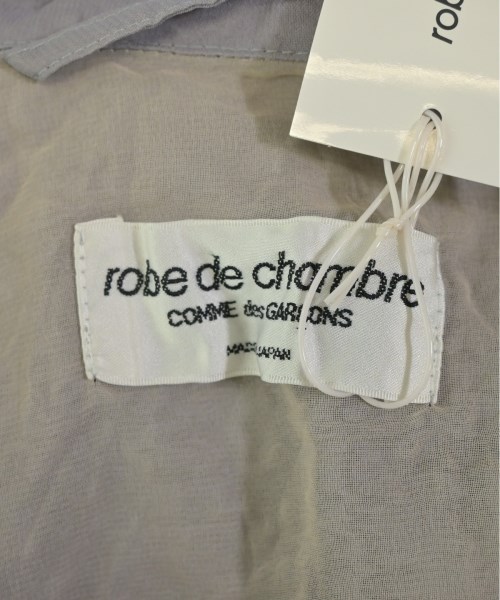 rob
robe de chambre
COMME des GARÇONS
MADE IN JAPAN